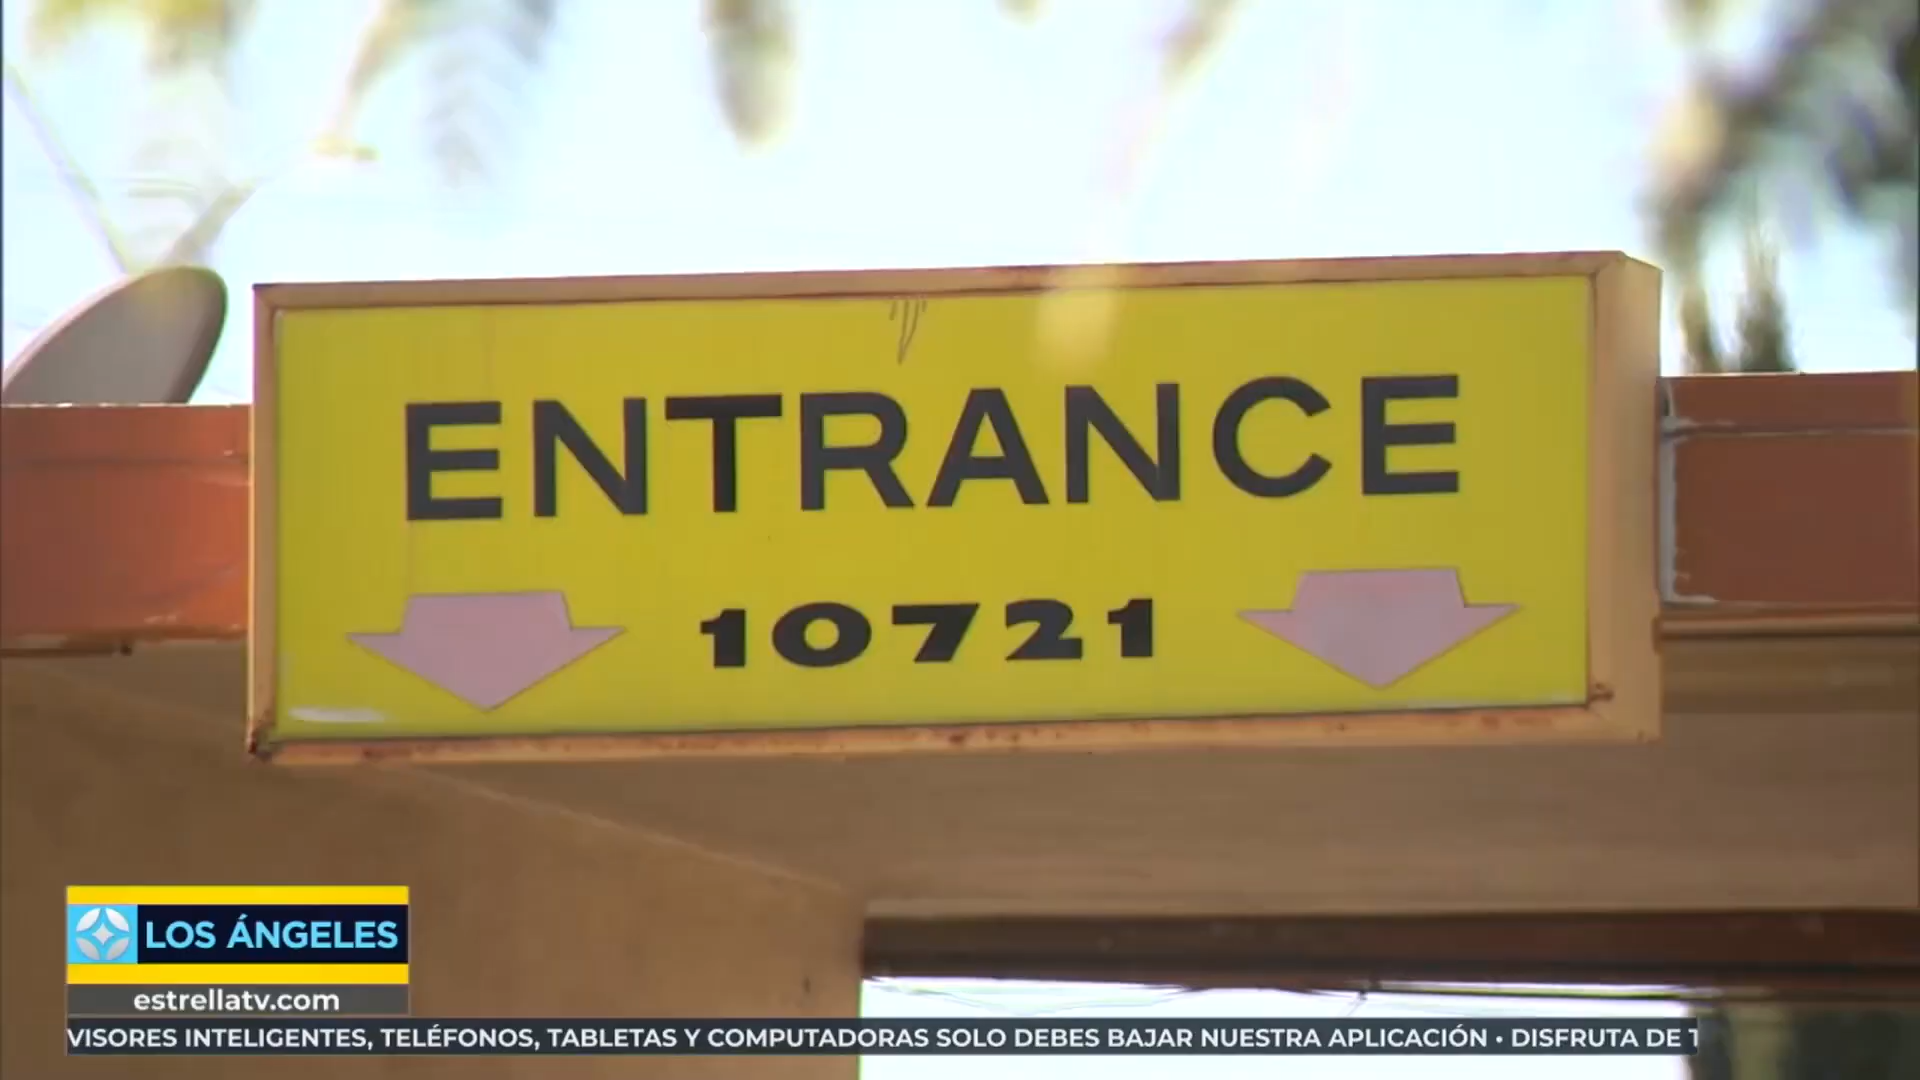 ENTRANCE
10721
LOS ÁNGELES
estrellatv.com
VISORES INTELIGENTES, TELÉFONOS, TABLETAS Y COMPUTADORAS SOLO DEBES BAJAR NUESTRA APLICACIÓN • DISFRUTA DE